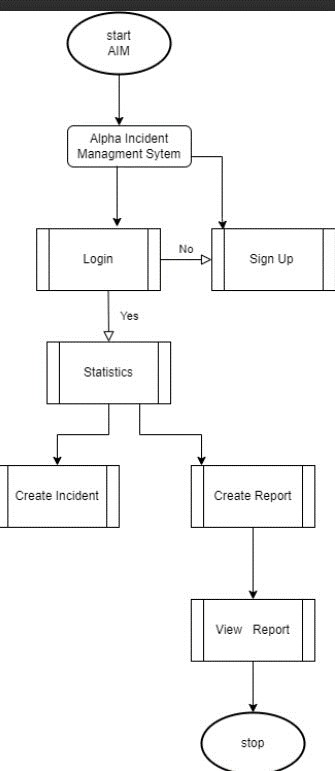 start
AIM
Alpha Incident
Managment Sytem
Login
No
Sign Up
Yes
Statistics
Create Incident
Create Report
View Report
stop